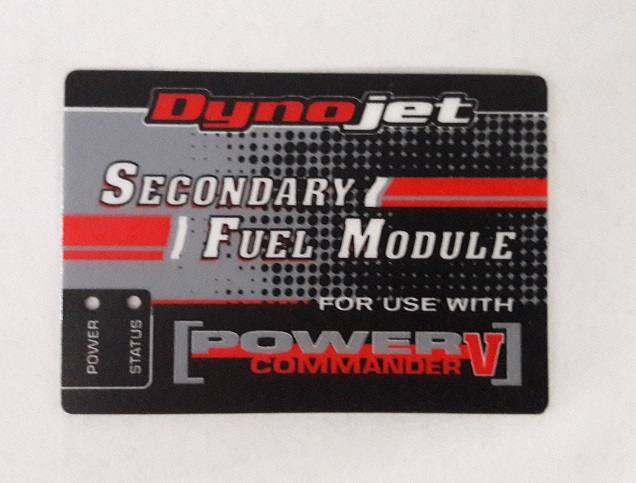 Dynojet
SECONDARY
FUEL MODULE
FOR USE WITH
POWER
COMMANDER V
POWER
STATUS